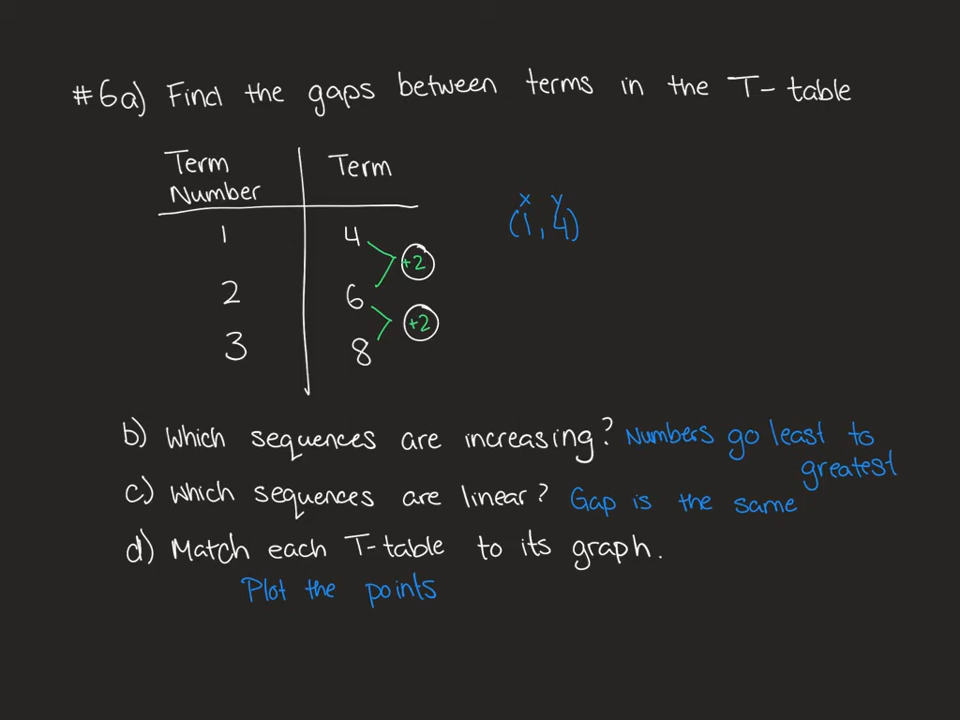 #6a) Find the gaps between terms in the T-table
Term Number Term
x y
1 4 (1, 4)
+2
2 6
+2
3 8
b) Which sequences are increasing? Numbers go least to
greatest
c) Which sequences are linear? Gap is the same
d) Match each T-table to its graph.
Plot the points